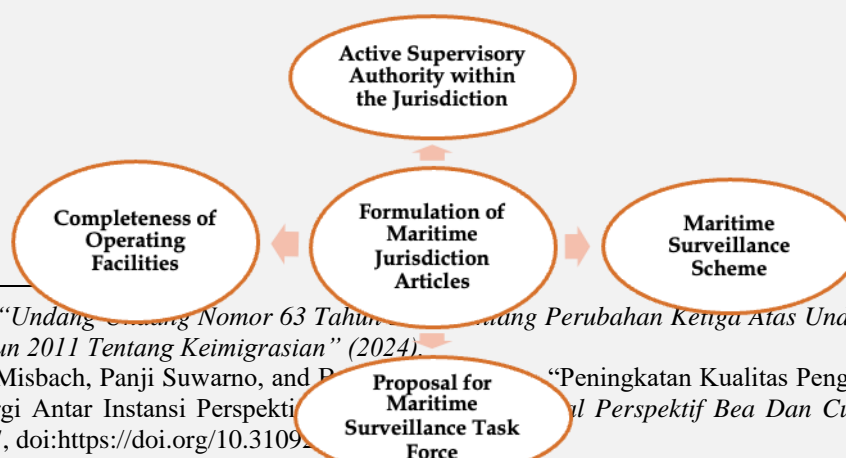 Active Supervisory
Authority within
the Jurisdiction
Completeness of
Operating
Facilities
Formulation of
Maritime
Jurisdiction
Articles
Maritime
Surveillance
Scheme
Proposal for
Maritime
Surveillance Task
Force
“Undang Undang Nomor 63 Tahun Tentang Perubahan Ketiga Atas Und
un 2011 Tentang Keimigrasian” (2024).
Misbach, Panji Suwarno, and “Peningkatan Kualitas Peng
rgi Antar Instansi Perspekti al Perspektif Bea Dan Cu
, doi:https://doi.org/10.3109